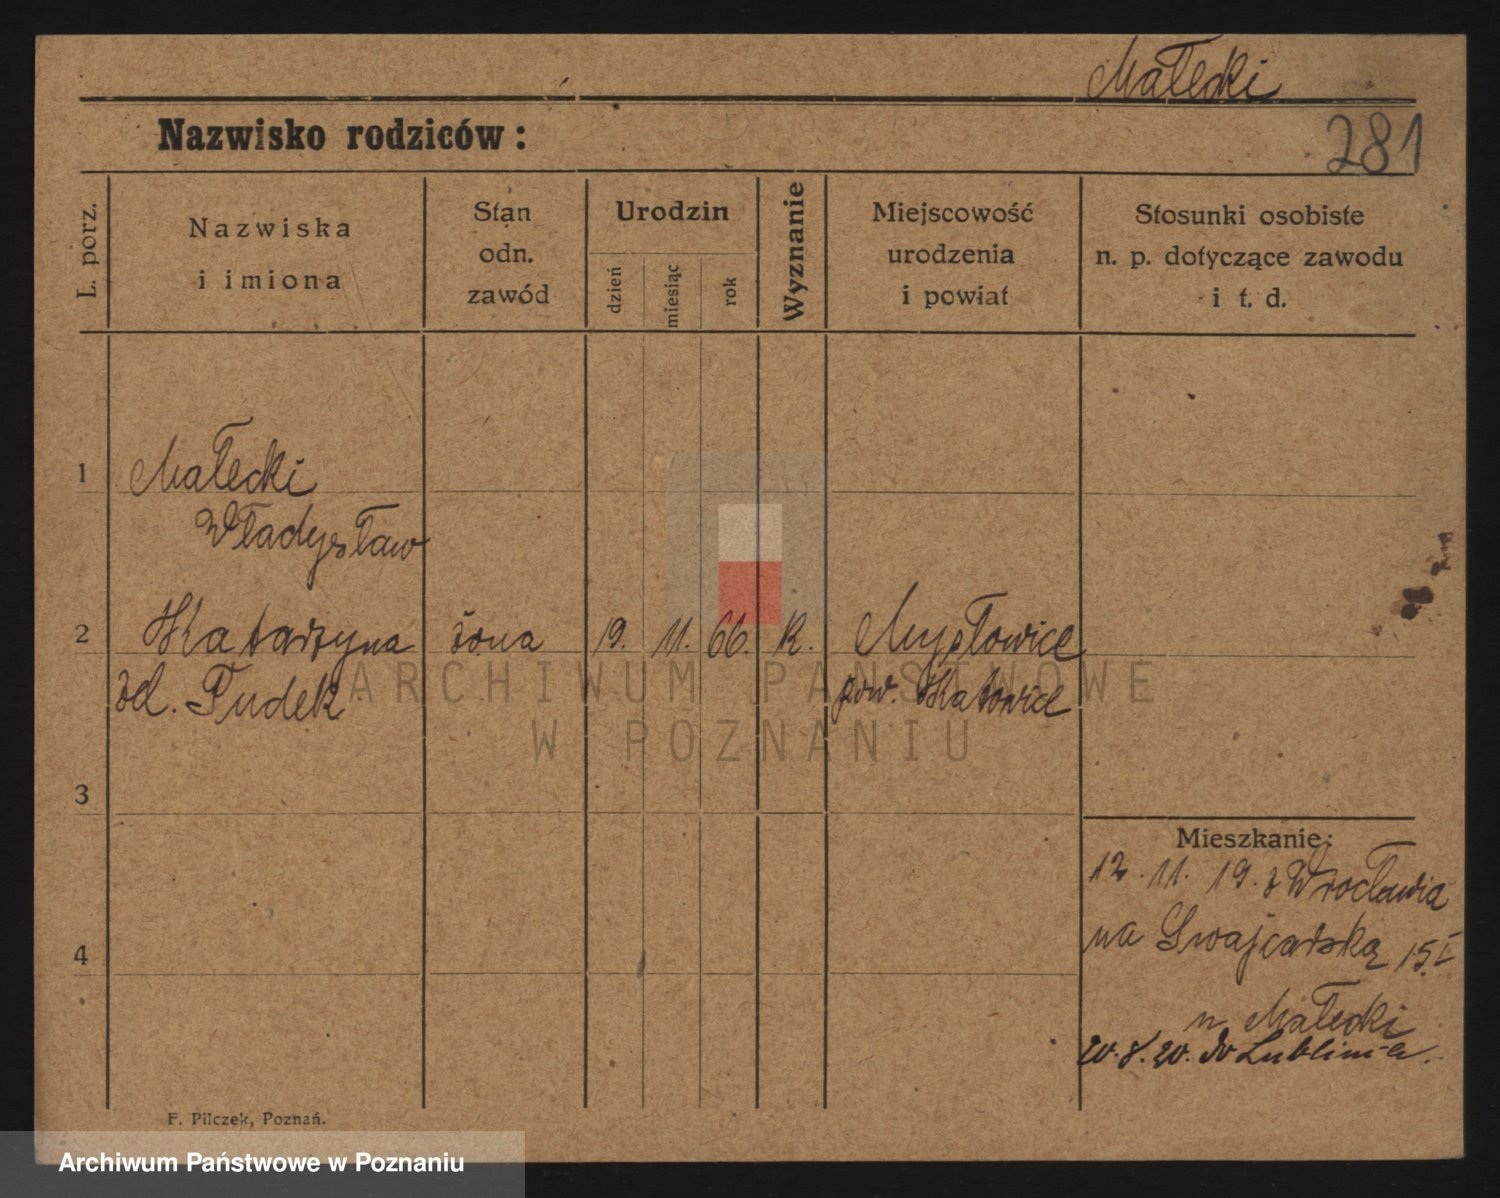 Małecki
Nazwisko rodziców:
281
L. porz.
Nazwiska
i imiona
Stan
odn.
zawód
Urodzin
dzień
miesiąc
rok
Wyznanie
Miejscowość
urodzenia
i powiat
Stosunki osobiste
n. p. dotyczące zawodu
i t. d.
1
Małecki
Władysław
2
Katarzyna żona 19. 11. 66. K. Mysłowice
zd. Pudek pow. Katowice
ARCHIWUM PAŃSTWOWE
W POZNANIU
3
Mieszkanie:
12. 11. 19. z Wrocławia
na Swajcarską 15 I
4
n Małecki
20. 8. 20. do Lublina.
F. Pilczek, Poznań.
Archiwum Państwowe w Poznaniu